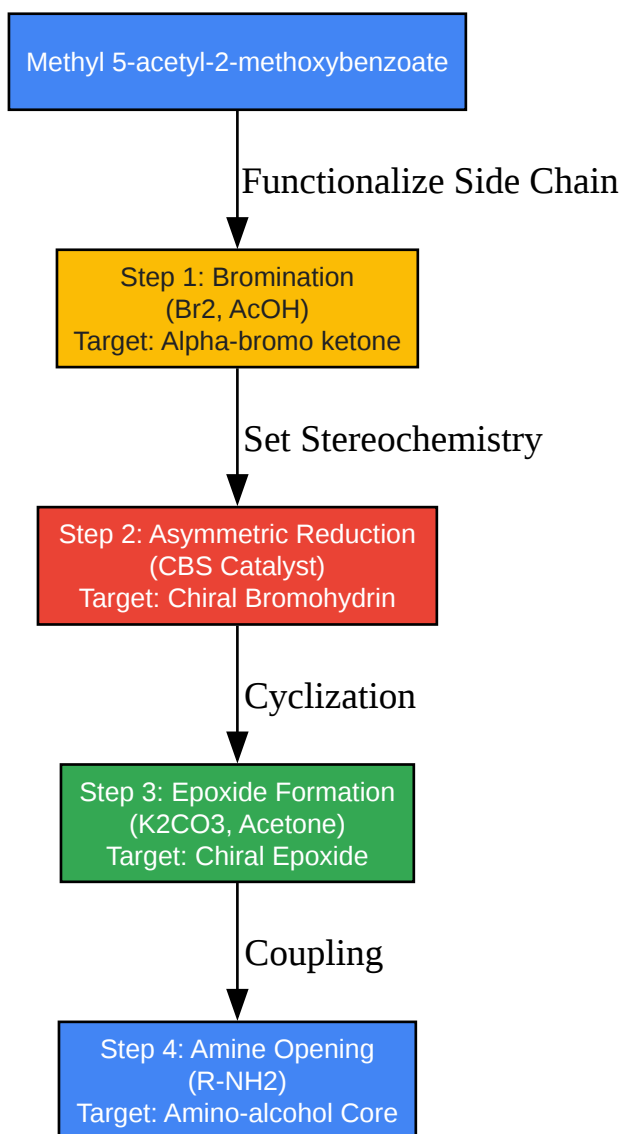 Methyl 5-acetyl-2-methoxybenzoate
Functionalize Side Chain
Step 1: Bromination
(Br2, AcOH)
Target: Alpha-bromo ketone
Set Stereochemistry
Step 2: Asymmetric Reduction
(CBS Catalyst)
Target: Chiral Bromohydrin
Cyclization
Step 3: Epoxide Formation
(K2CO3, Acetone)
Target: Chiral Epoxide
Coupling
Step 4: Amine Opening
(R-NH2)
Target: Amino-alcohol Core